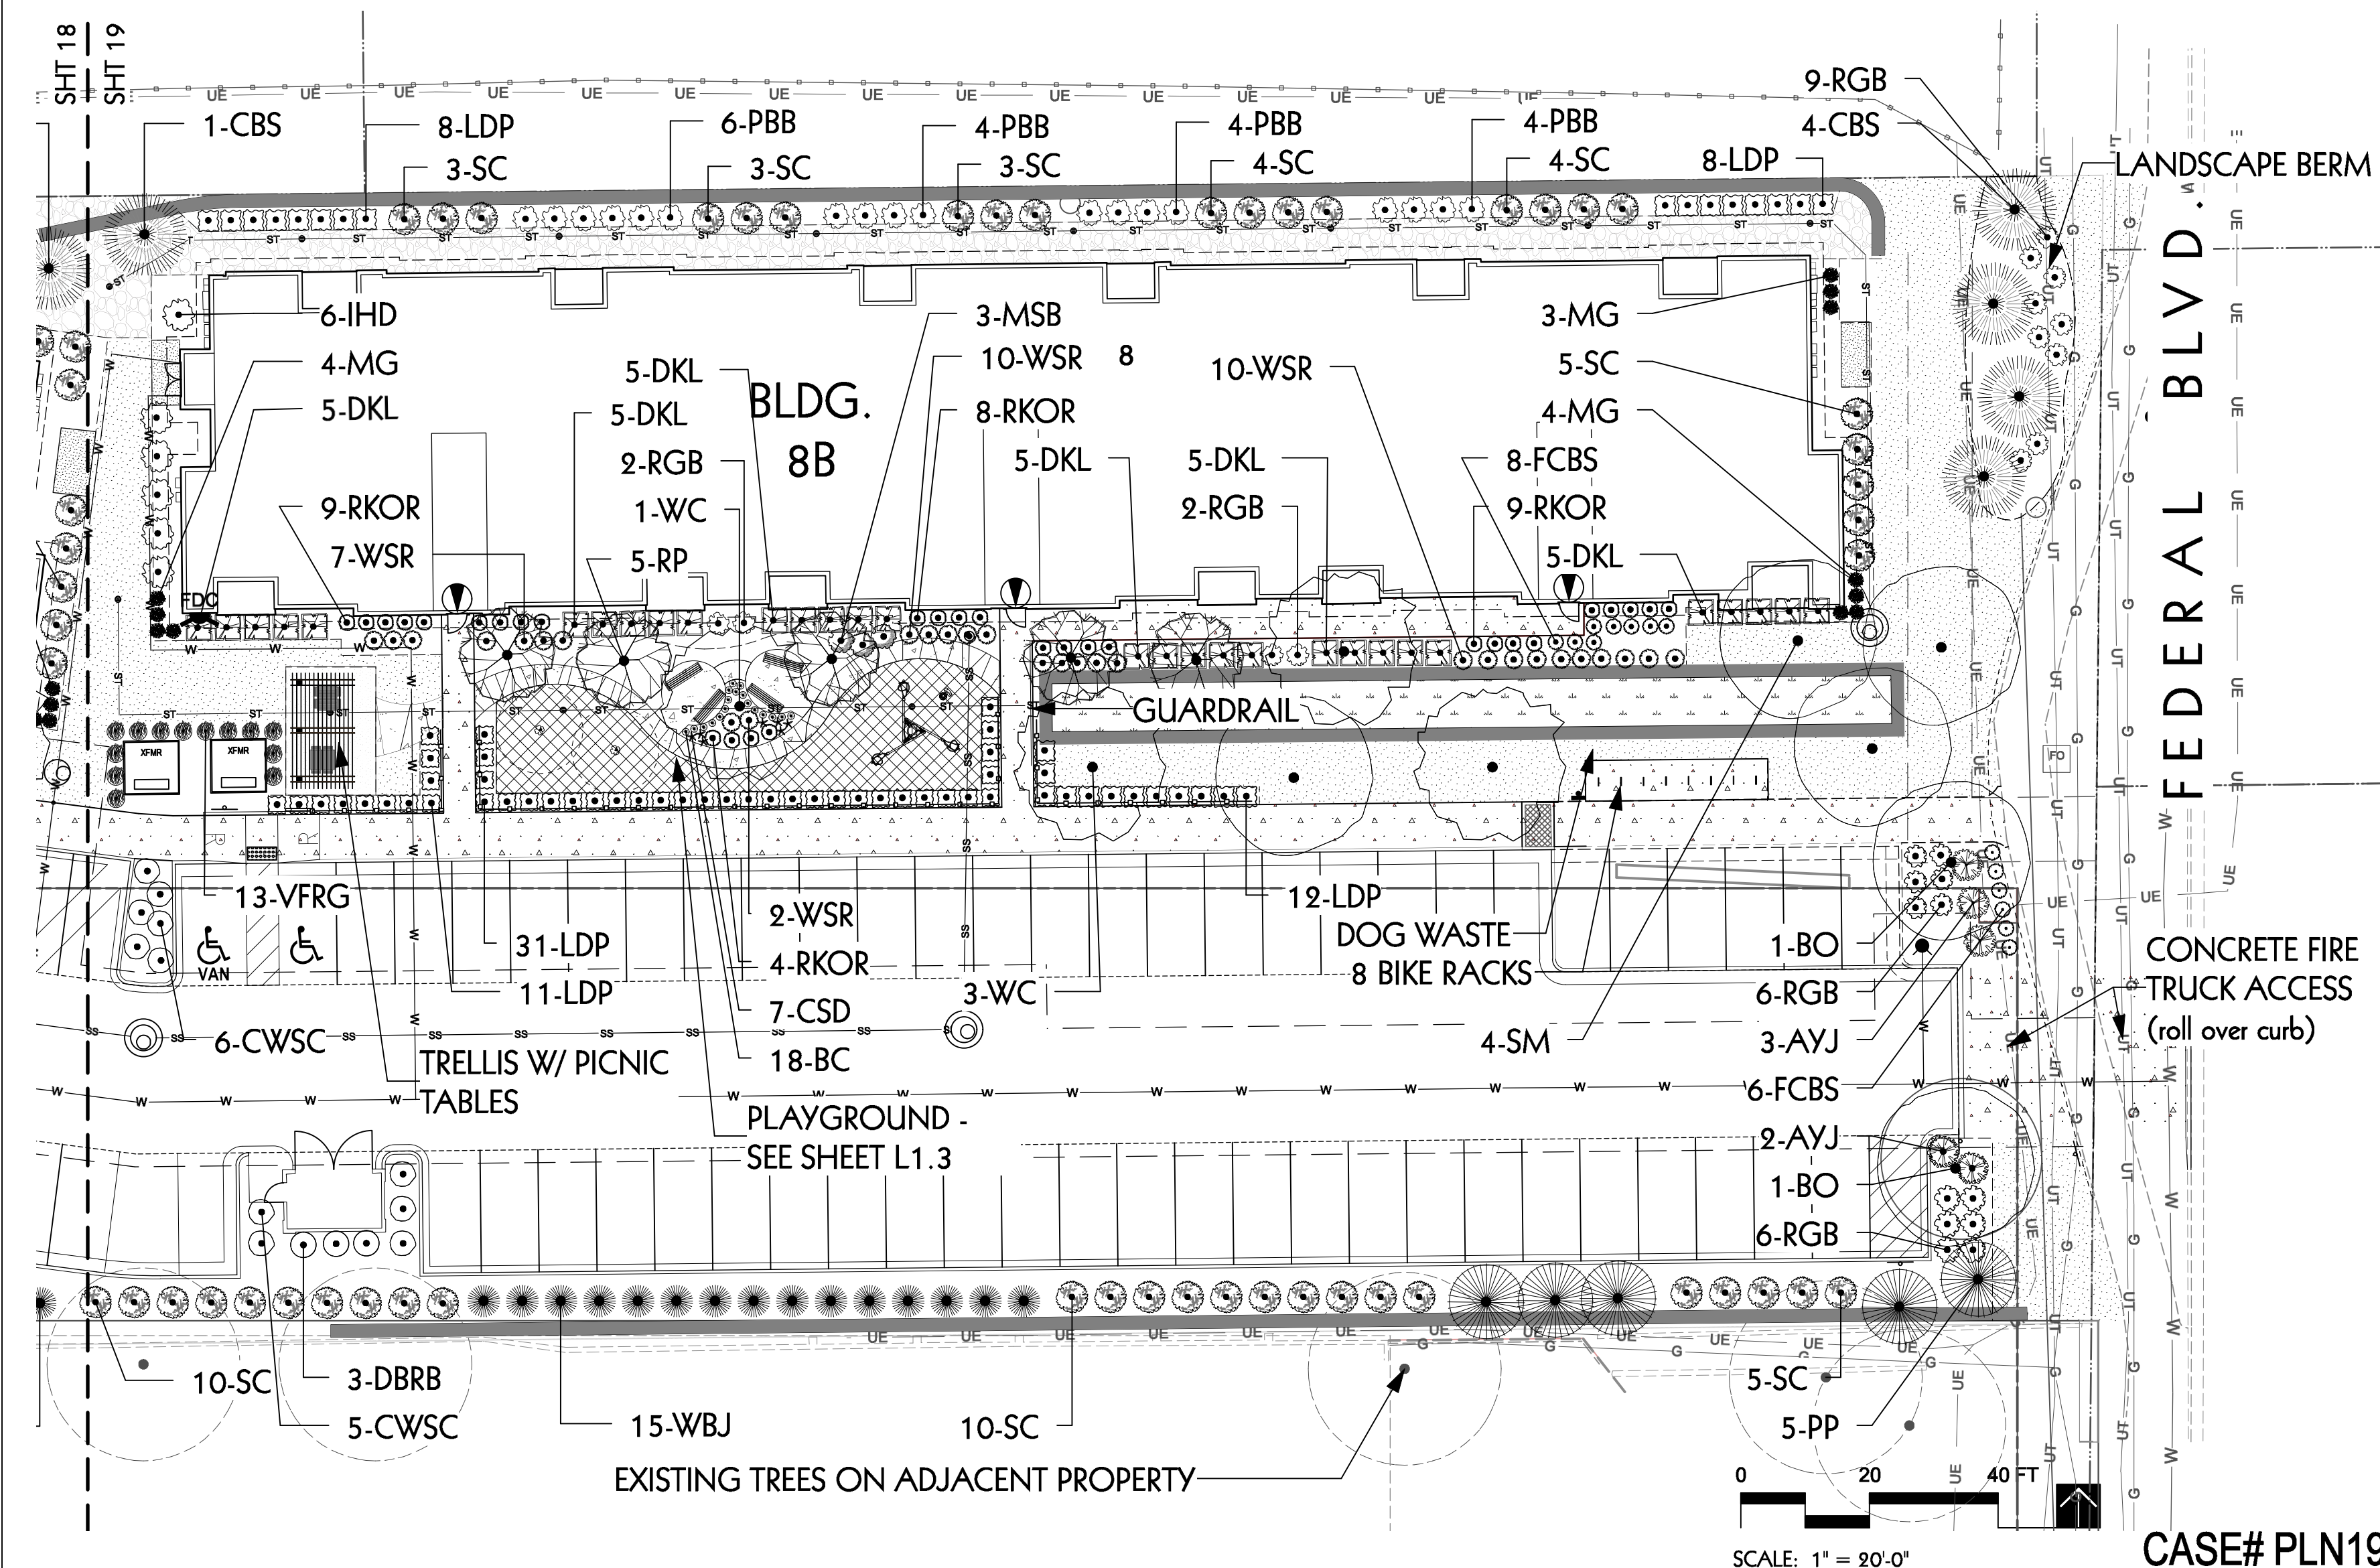 SHT 18
SHT 19
1-CBS
8-LDP
3-SC
6-PBB
3-SC
4-PBB
3-SC
4-PBB
4-SC
4-PBB
4-SC
8-LDP
9-RGB
4-CBS
LANDSCAPE BERM
FEDERAL BLVD.
6-IHD
4-MG
5-DKL
9-RKOR
7-WSR
5-DKL
5-DKL
2-RGB
1-WC
5-RP
BLDG.
8B
3-MSB
10-WSR
8
8-RKOR
5-DKL
10-WSR
5-DKL
2-RGB
3-MG
5-SC
4-MG
8-FCBS
9-RKOR
5-DKL
FDC
GUARDRAIL
XFMR
XFMR
FO
13-VFRG
VAN
31-LDP
11-LDP
2-WSR
4-RKOR
7-CSD
18-BC
3-WC
12-LDP
DOG WASTE
8 BIKE RACKS
4-SM
1-BO
6-RGB
3-AYJ
6-FCBS
2-AYJ
1-BO
6-RGB
CONCRETE FIRE
TRUCK ACCESS
(roll over curb)
6-CWSC
TRELLIS W/ PICNIC
TABLES
PLAYGROUND -
SEE SHEET L1.3
10-SC
3-DBRB
5-CWSC
15-WBJ
10-SC
5-SC
5-PP
EXISTING TREES ON ADJACENT PROPERTY
0 20 40 FT
SCALE: 1" = 20'-0"
CASE# PLN19